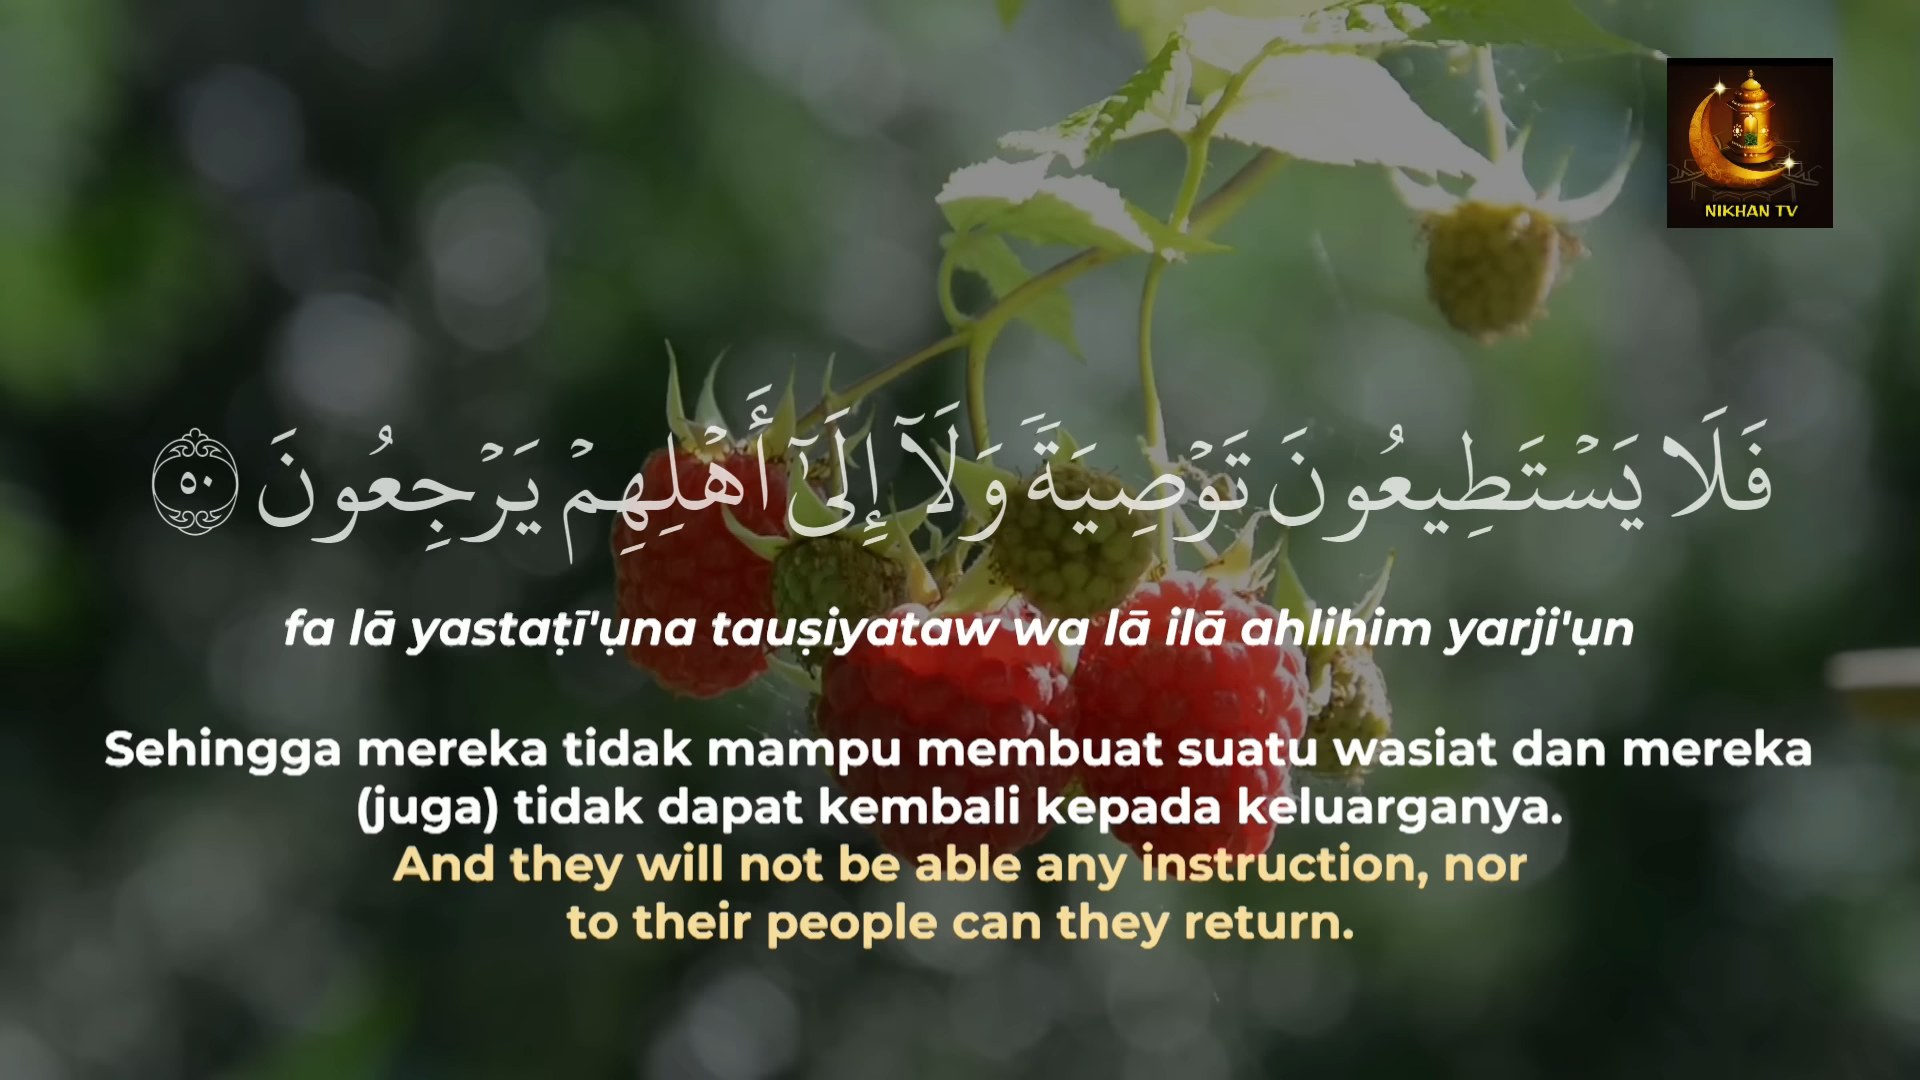 NIKHAN TV
فَلَا يَسْتَطِيعُونَ تَوْصِيَةً وَلَآ إِلَىٰٓ أَهْلِهِمْ يَرْجِعُونَ ٥٠
fa lā yastaṭī'ụna tauṣiyataw wa lā ilā ahlihim yarji'ụn
Sehingga mereka tidak mampu membuat suatu wasiat dan mereka
(juga) tidak dapat kembali kepada keluarganya.
And they will not be able any instruction, nor
to their people can they return.